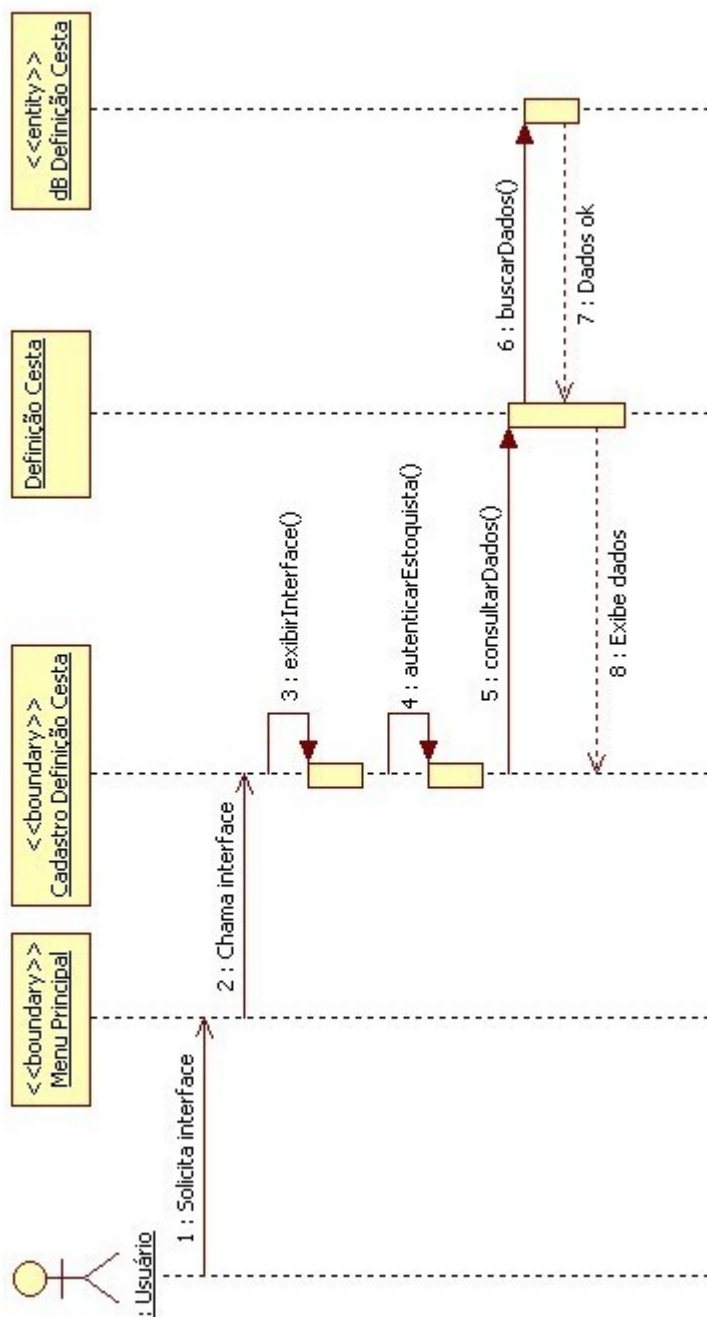 : Usuário
<<boundary>>
Menu Principal
<<boundary>>
Cadastro Definição Cesta
Definição Cesta
<<entity>>
dB Definição Cesta
1 : Solicita interface
2 : Chama interface
3 : exibirInterface()
4 : autenticarEstoquista()
5 : consultarDados()
6 : buscarDados()
7 : Dados ok
8 : Exibe dados